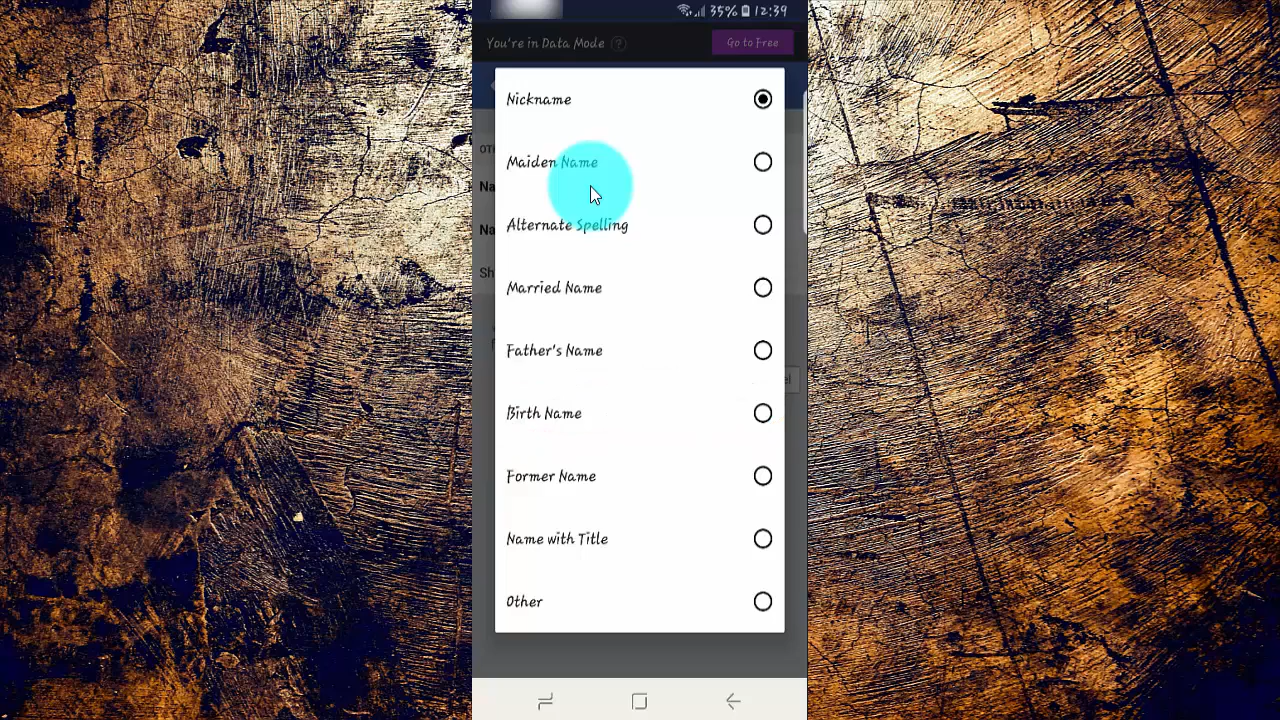 35% 12:39
You're in Data Mode ?
Go to Free
Nickname
Maiden Name
Alternate Spelling
Married Name
Father's Name
Birth Name
Former Name
Name with Title
Other